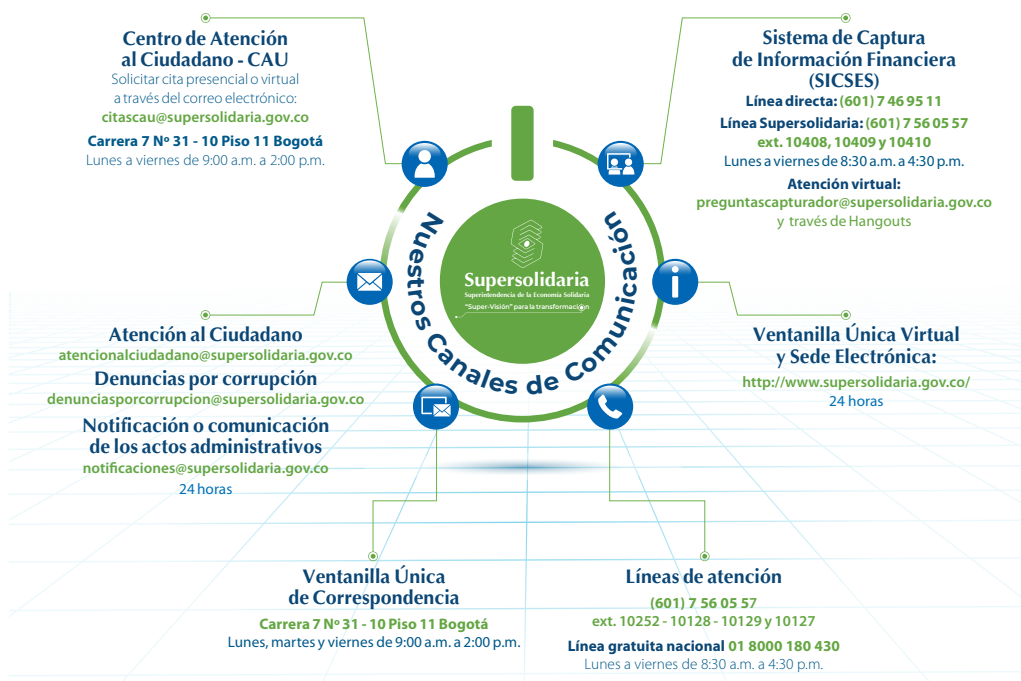 Centro de Atención
al Ciudadano - CAU
Solicitar cita presencial o virtual
a través del correo electrónico:
citascau@supersolidaria.gov.co
Carrera 7 Nº 31 - 10 Piso 11 Bogotá
Lunes a viernes de 9:00 a.m. a 2:00 p.m.
Sistema de Captura
de Información Financiera
(SICSES)
Línea directa: (601) 7 46 95 11
Línea Supersolidaria: (601) 7 56 05 57
ext. 10408, 10409 y 10410
Lunes a viernes de 8:30 a.m. a 4:30 p.m.
Atención virtual:
preguntascapturador@supersolidaria.gov.co
y través de Hangouts
Nuestros Canales de Comunicación
Supersolidaria
Superintendencia de la Economía Solidaria
"Super-Visión" para la transformación
Atención al Ciudadano
atencionalciudadano@supersolidaria.gov.co
Denuncias por corrupción
denunciasporcorrupcion@supersolidaria.gov.co
Notificación o comunicación
de los actos administrativos
notificaciones@supersolidaria.gov.co
24 horas
Ventanilla Única Virtual
y Sede Electrónica:
http://www.supersolidaria.gov.co/
24 horas
Ventanilla Única
de Correspondencia
Carrera 7 Nº 31 - 10 Piso 11 Bogotá
Lunes, martes y viernes de 9:00 a.m. a 2:00 p.m.
Líneas de atención
(601) 7 56 05 57
ext. 10252 - 10128 - 10129 y 10127
Línea gratuita nacional 01 8000 180 430
Lunes a viernes de 8:30 a.m. a 4:30 p.m.